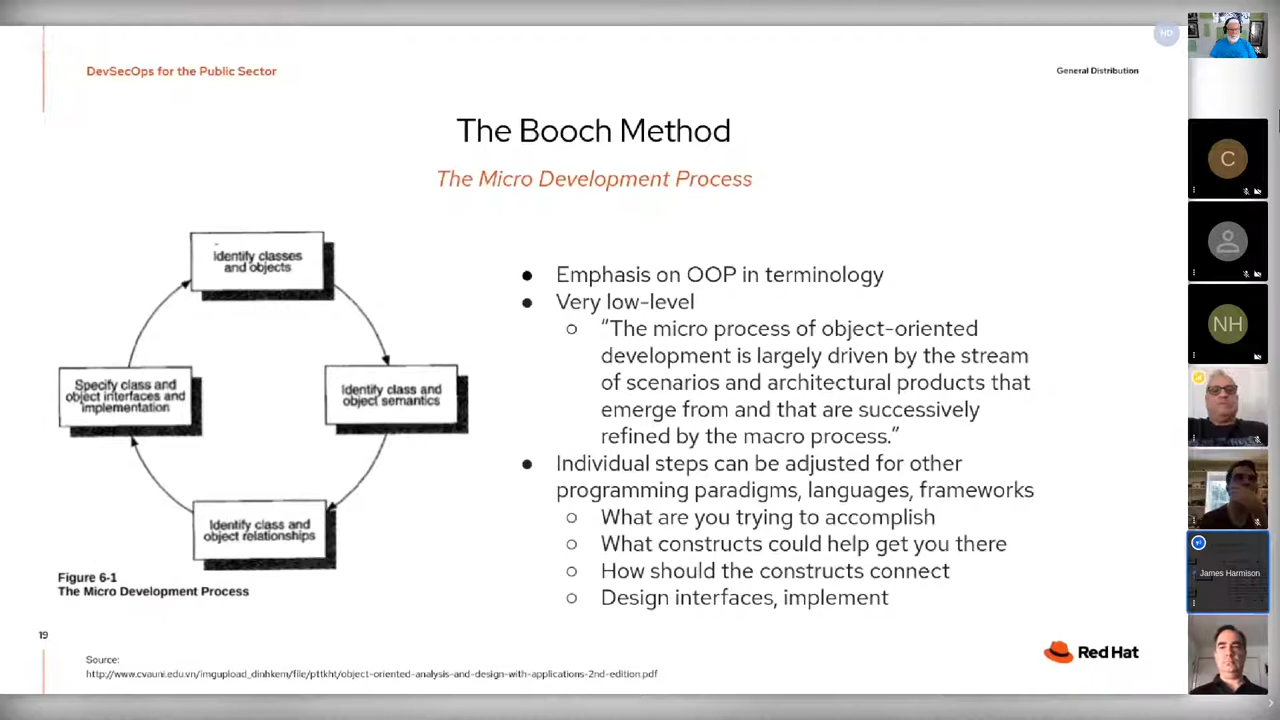 HD
DevSecOps for the Public Sector
General Distribution
The Booch Method
The Micro Development Process
Identify classes
and objects
Specify class and
object interfaces and
implementation
Identify class and
object semantics
Identify class and
object relationships
Figure 6-1
The Micro Development Process
● Emphasis on OOP in terminology
● Very low-level
○ “The micro process of object-oriented
development is largely driven by the stream
of scenarios and architectural products that
emerge from and that are successively
refined by the macro process.”
● Individual steps can be adjusted for other
programming paradigms, languages, frameworks
○ What are you trying to accomplish
○ What constructs could help get you there
○ How should the constructs connect
○ Design interfaces, implement
19
Source:
http://www.cvauni.edu.vn/imgupload_dinhkem/file/pttkht/object-oriented-analysis-and-design-with-applications-2nd-edition.pdf
Red Hat
C
NH
James Harmison